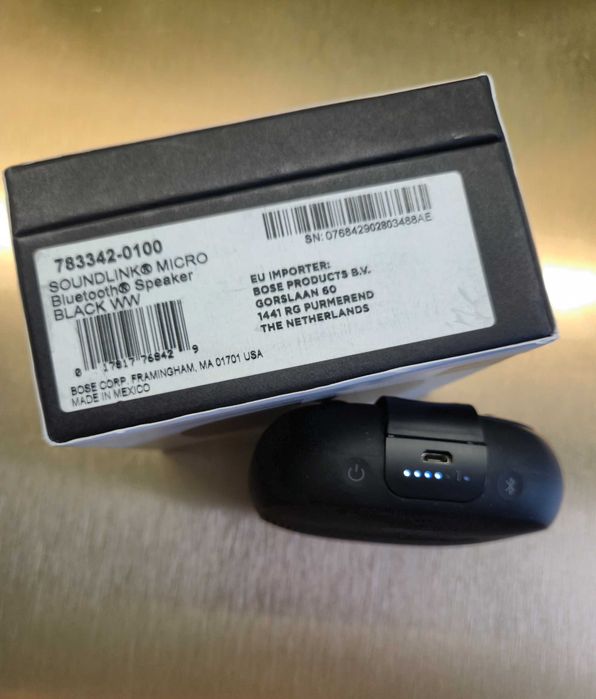 783342-0100
SOUNDLINK® MICRO
Bluetooth® Speaker
BLACK WW
0 17817 76842 9
BOSE CORP. FRAMINGHAM, MA 01701 USA
MADE IN MEXICO
SN: 076842902803488AE
EU IMPORTER:
BOSE PRODUCTS B.V.
GORSLAAN 60
1441 RG PURMEREND
THE NETHERLANDS